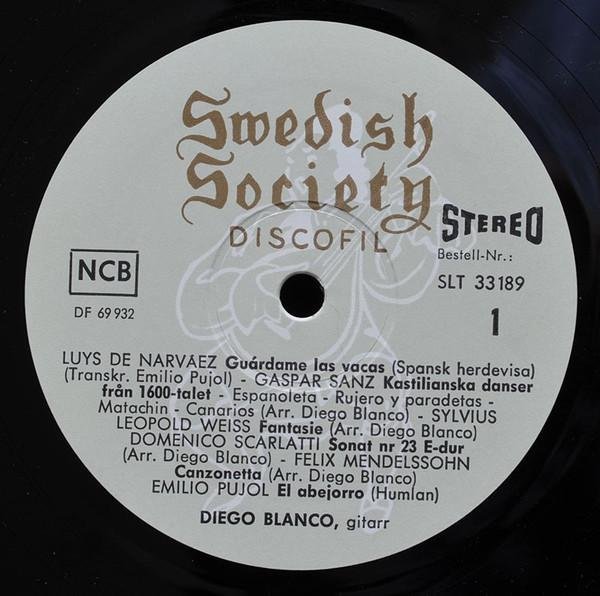 Swedish
Society
DISCOFIL
STEREO
Bestell-Nr.:
SLT 33189
1
NCB
DF 69 932
LUYS DE NARVAEZ Guárdame las vacas (Spansk herdevisa)
(Transkr. Emilio Pujol) - GASPAR SANZ Kastilianska danser
från 1600-talet - Espanoleta - Rujero y paradetas -
Matachin - Canarios (Arr. Diego Blanco) - SYLVIUS
LEOPOLD WEISS Fantasie (Arr. Diego Blanco)
DOMENICO SCARLATTI Sonat nr 23 E-dur
(Arr. Diego Blanco) - FELIX MENDELSSOHN
Canzonetta (Arr. Diego Blanco)
EMILIO PUJOL El abejorro (Humlan)
DIEGO BLANCO, gitarr